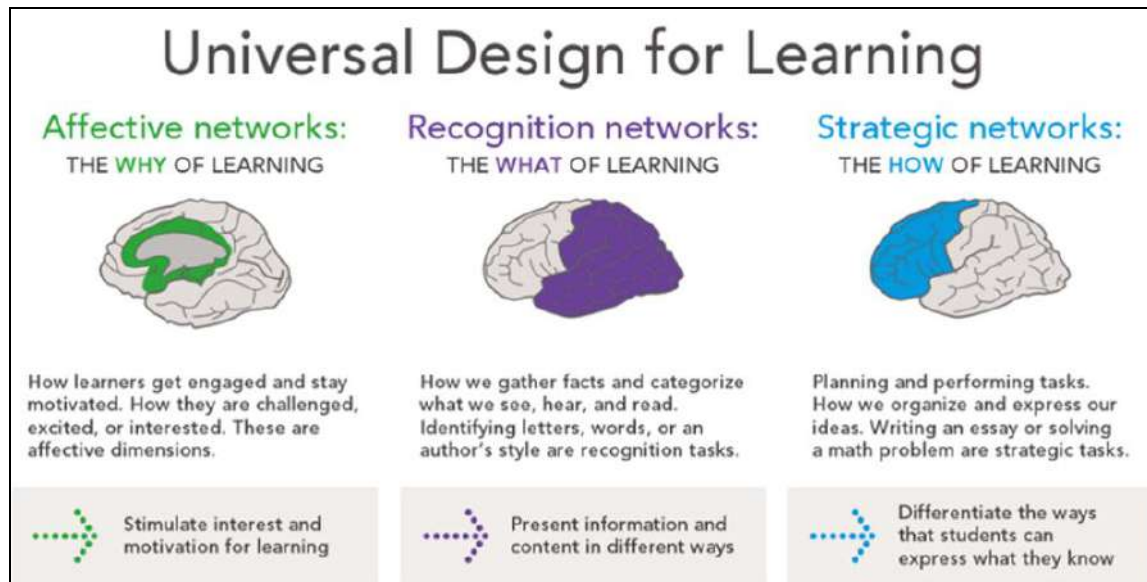 Universal Design for Learning
Affective networks:
THE WHY OF LEARNING
How learners get engaged and stay
motivated. How they are challenged,
excited, or interested. These are
affective dimensions.
Stimulate interest and
motivation for learning
Recognition networks:
THE WHAT OF LEARNING
How we gather facts and categorize
what we see, hear, and read.
Identifying letters, words, or an
author's style are recognition tasks.
Present information and
content in different ways
Strategic networks:
THE HOW OF LEARNING
Planning and performing tasks.
How we organize and express our
ideas. Writing an essay or solving
a math problem are strategic tasks.
Differentiate the ways
that students can
express what they know